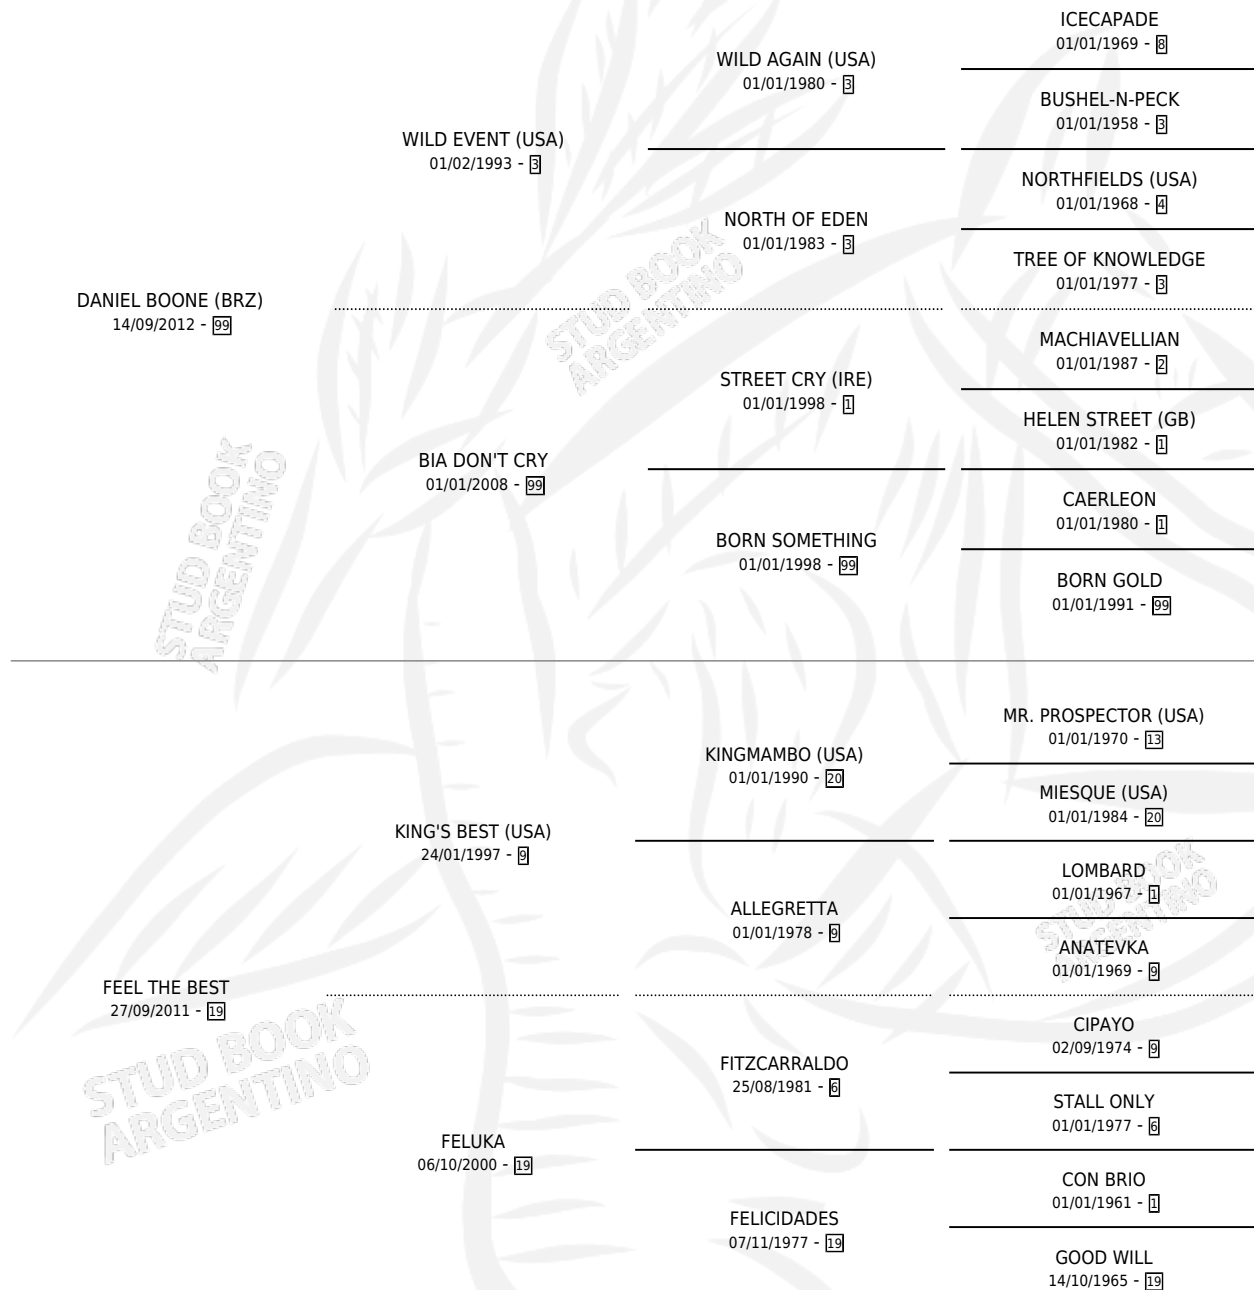 ICECAPADE
01/01/1969 - 8
WILD AGAIN (USA)
01/01/1980 - 3
BUSHEL-N-PECK
01/01/1958 - 3
WILD EVENT (USA)
01/02/1993 - 3
NORTHFIELDS (USA)
01/01/1968 - 4
NORTH OF EDEN
01/01/1983 - 3
TREE OF KNOWLEDGE
01/01/1977 - 3
DANIEL BOONE (BRZ)
14/09/2012 - 99
STUD BOOK
ARGENTINO
MACHIAVELLIAN
01/01/1987 - 2
STREET CRY (IRE)
01/01/1998 - 1
HELEN STREET (GB)
01/01/1982 - 1
BIA DON'T CRY
01/01/2008 - 99
CAERLEON
01/01/1980 - 1
BORN SOMETHING
01/01/1998 - 99
BORN GOLD
01/01/1991 - 99
STUD BOOK
ARGENTINO
MR. PROSPECTOR (USA)
01/01/1970 - 13
KINGMAMBO (USA)
01/01/1990 - 20
MIESQUE (USA)
01/01/1984 - 20
KING'S BEST (USA)
24/01/1997 - 9
LOMBARD
01/01/1967 - 1
ALLEGRETTA
01/01/1978 - 9
ANATEVKA
01/01/1969 - 9
STUD BOOK
ARGENTINO
FEEL THE BEST
27/09/2011 - 19
STUD BOOK
ARGENTINO
CIPAYO
02/09/1974 - 9
FITZCARRALDO
25/08/1981 - 6
STALL ONLY
01/01/1977 - 6
FELUKA
06/10/2000 - 19
CON BRIO
01/01/1961 - 1
FELICIDADES
07/11/1977 - 19
GOOD WILL
14/10/1965 - 19